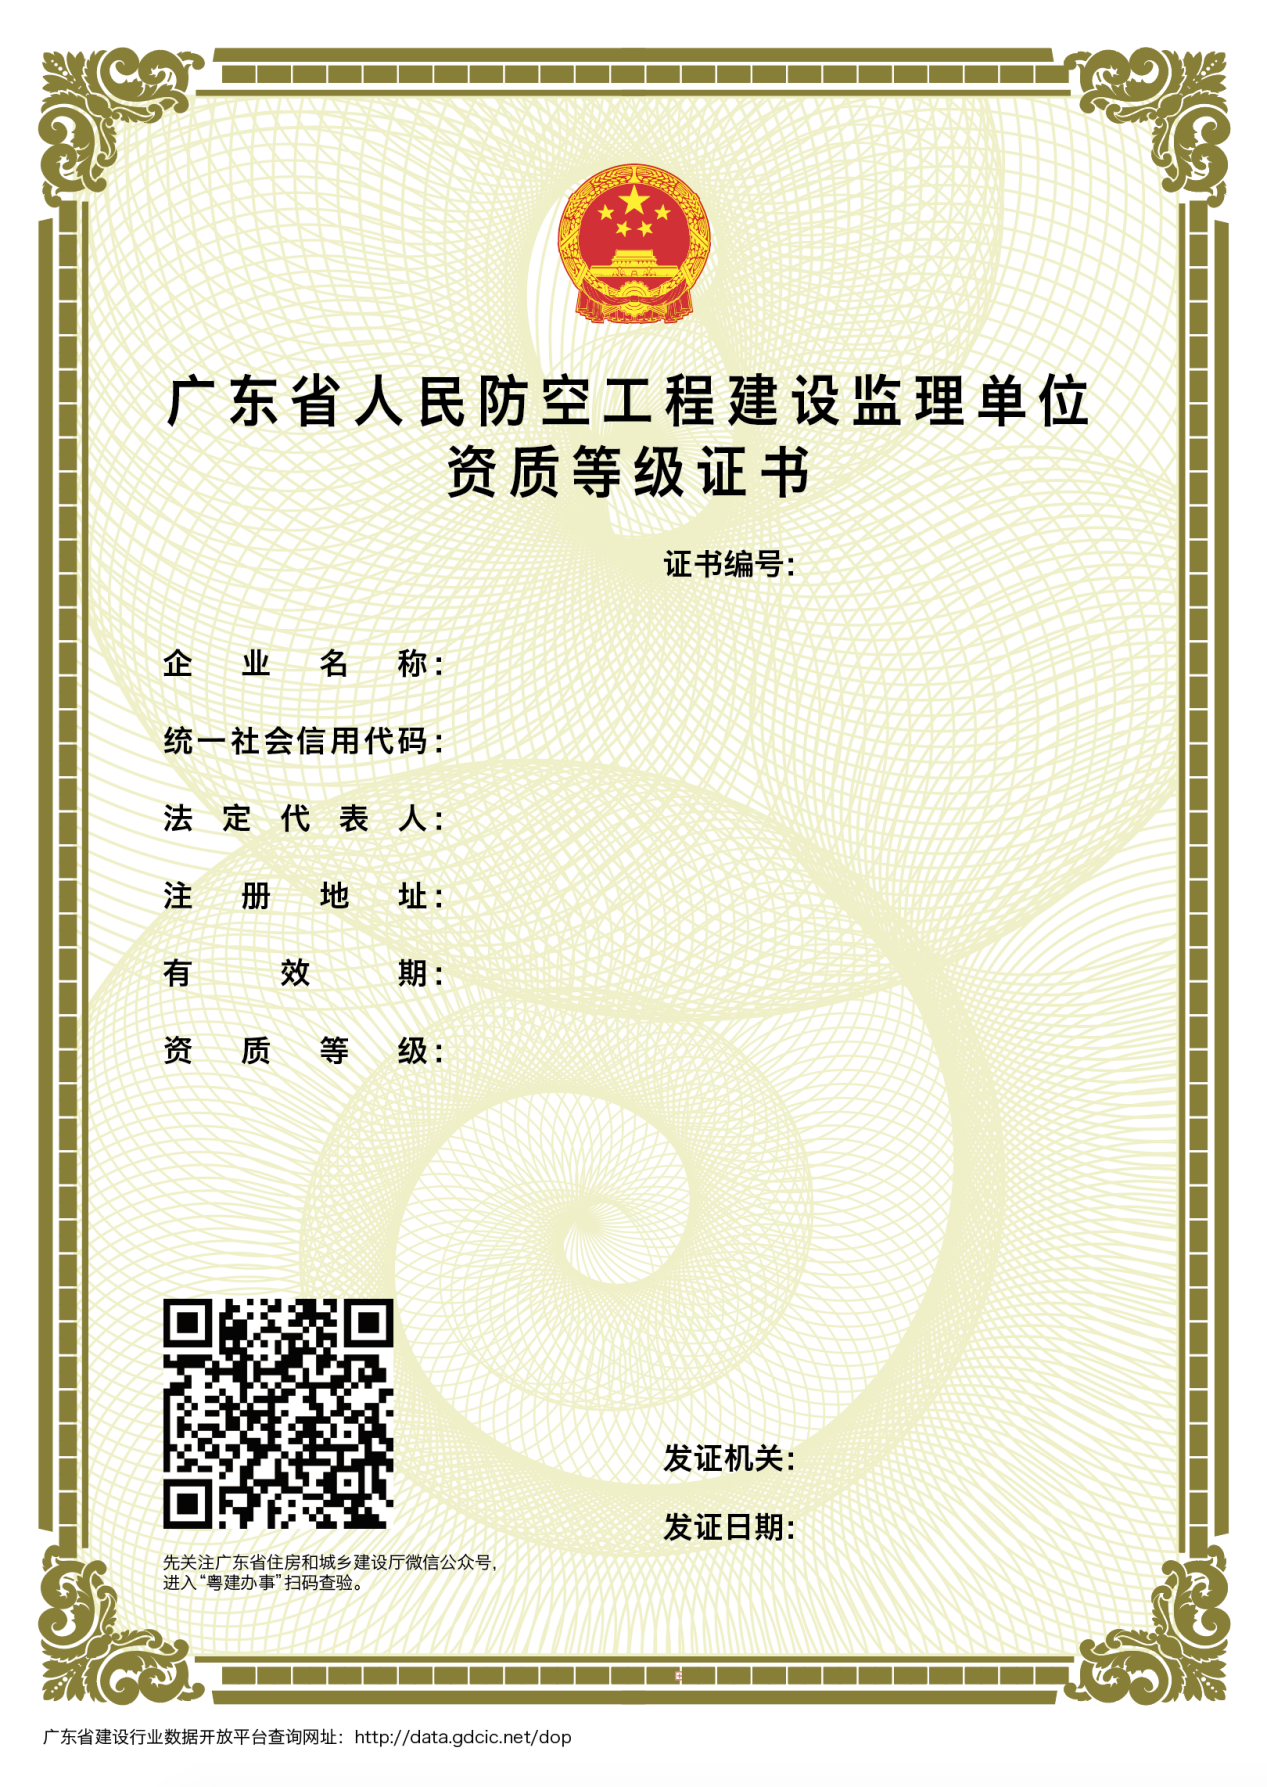 广东省人民防空工程建设监理单位
资质等级证书
证书编号：
企业名称：
统一社会信用代码：
法定代表人：
注册地址：
有效期：
资质等级：
发证机关：
发证日期：
先关注广东省住房和城乡建设厅微信公众号，
进入“粤建办事”扫码查验。
广东省建设行业数据开放平台查询网址：http://data.gdcic.net/dop